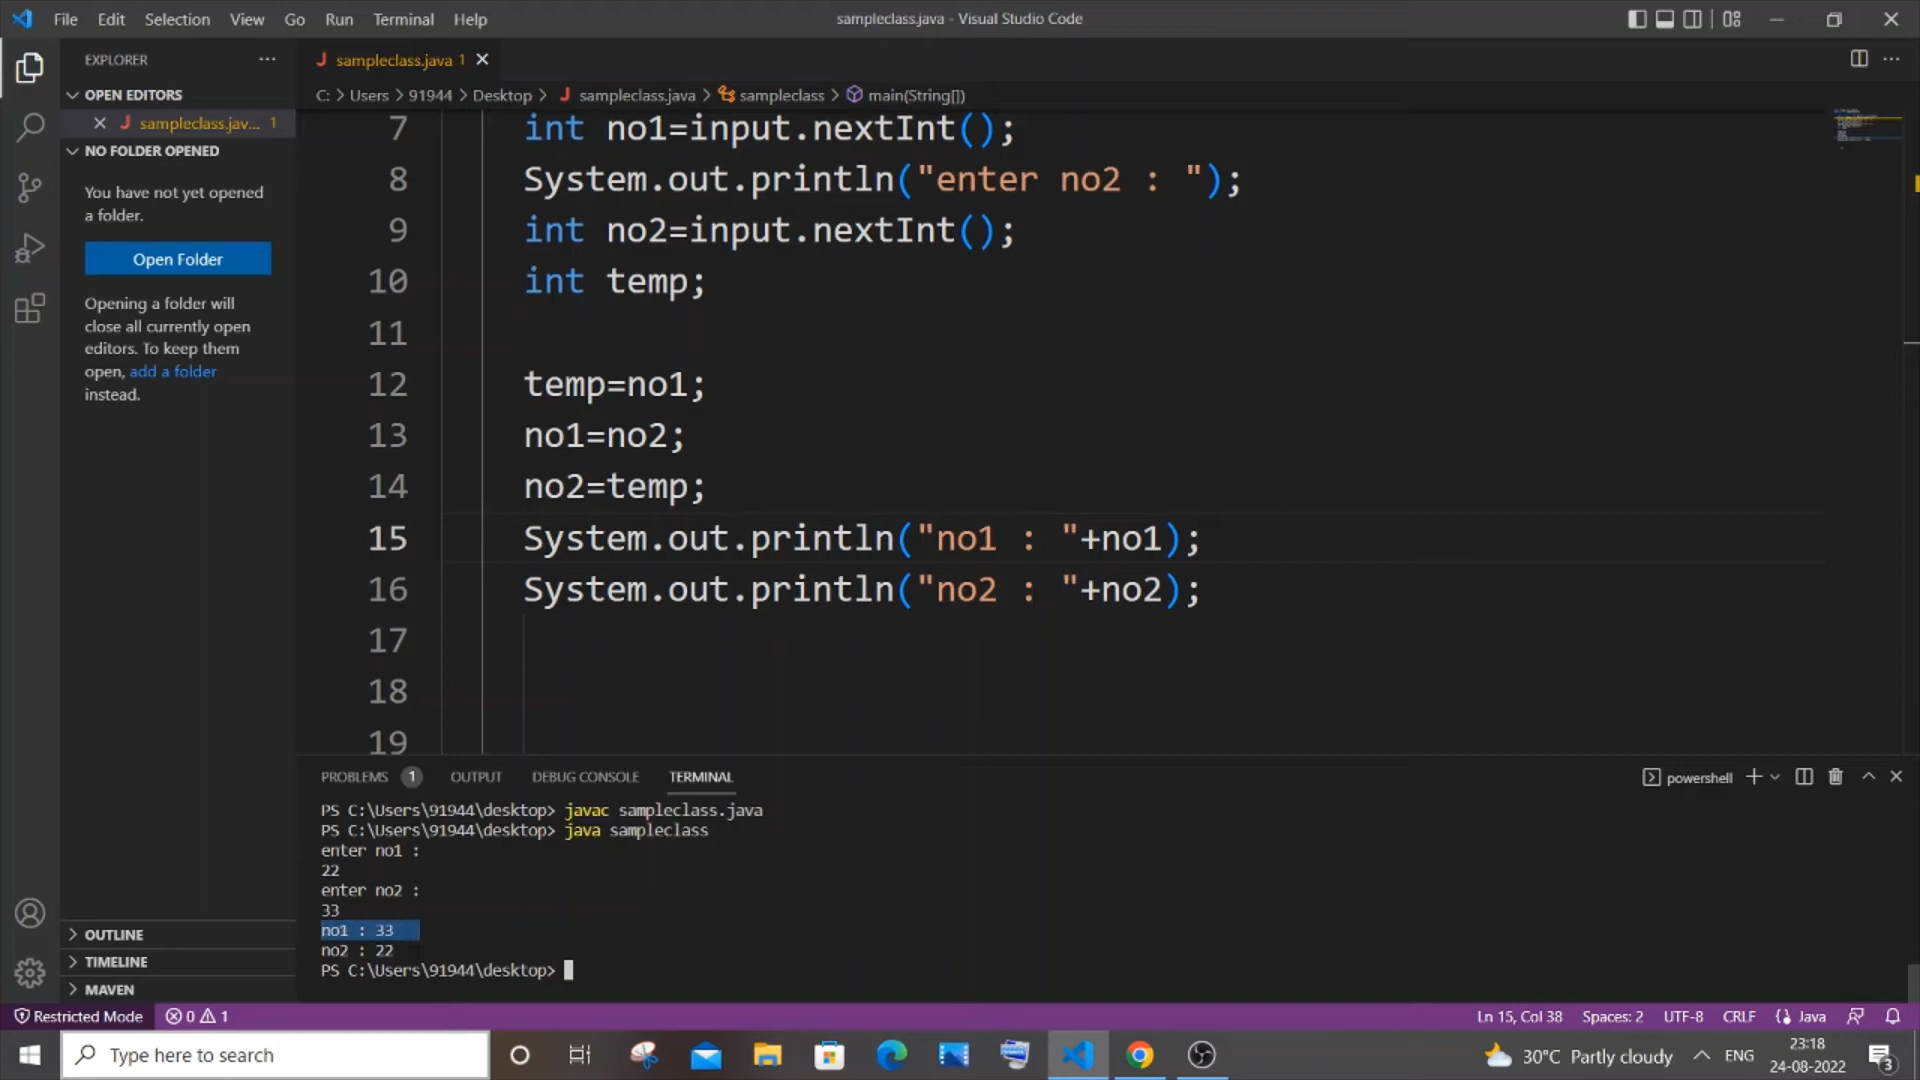 File Edit Selection View Go Run Terminal Help
sampleclass.java - Visual Studio Code
EXPLORER
sampleclass.java 1
OPEN EDITORS
sampleclass.jav... 1
NO FOLDER OPENED
You have not yet opened
a folder.
Open Folder
Opening a folder will
close all currently open
editors. To keep them
open, add a folder
instead.
OUTLINE
TIMELINE
MAVEN
C: > Users > 91944 > Desktop > sampleclass.java > sampleclass > main(String[])
7 int no1=input.nextInt();
8 System.out.println("enter no2 : ");
9 int no2=input.nextInt();
10 int temp;
11
12 temp=no1;
13 no1=no2;
14 no2=temp;
15 System.out.println("no1 : "+no1);
16 System.out.println("no2 : "+no2);
17
18
19
PROBLEMS 1 OUTPUT DEBUG CONSOLE TERMINAL
powershell
PS C:\Users\91944\desktop> javac sampleclass.java
PS C:\Users\91944\desktop> java sampleclass
enter no1 :
22
enter no2 :
33
no1 : 33
no2 : 22
PS C:\Users\91944\desktop>
Restricted Mode 0 1 Ln 15, Col 38 Spaces: 2 UTF-8 CRLF Java
Type here to search
30°C Partly cloudy ENG
23:18
24-08-2022
3